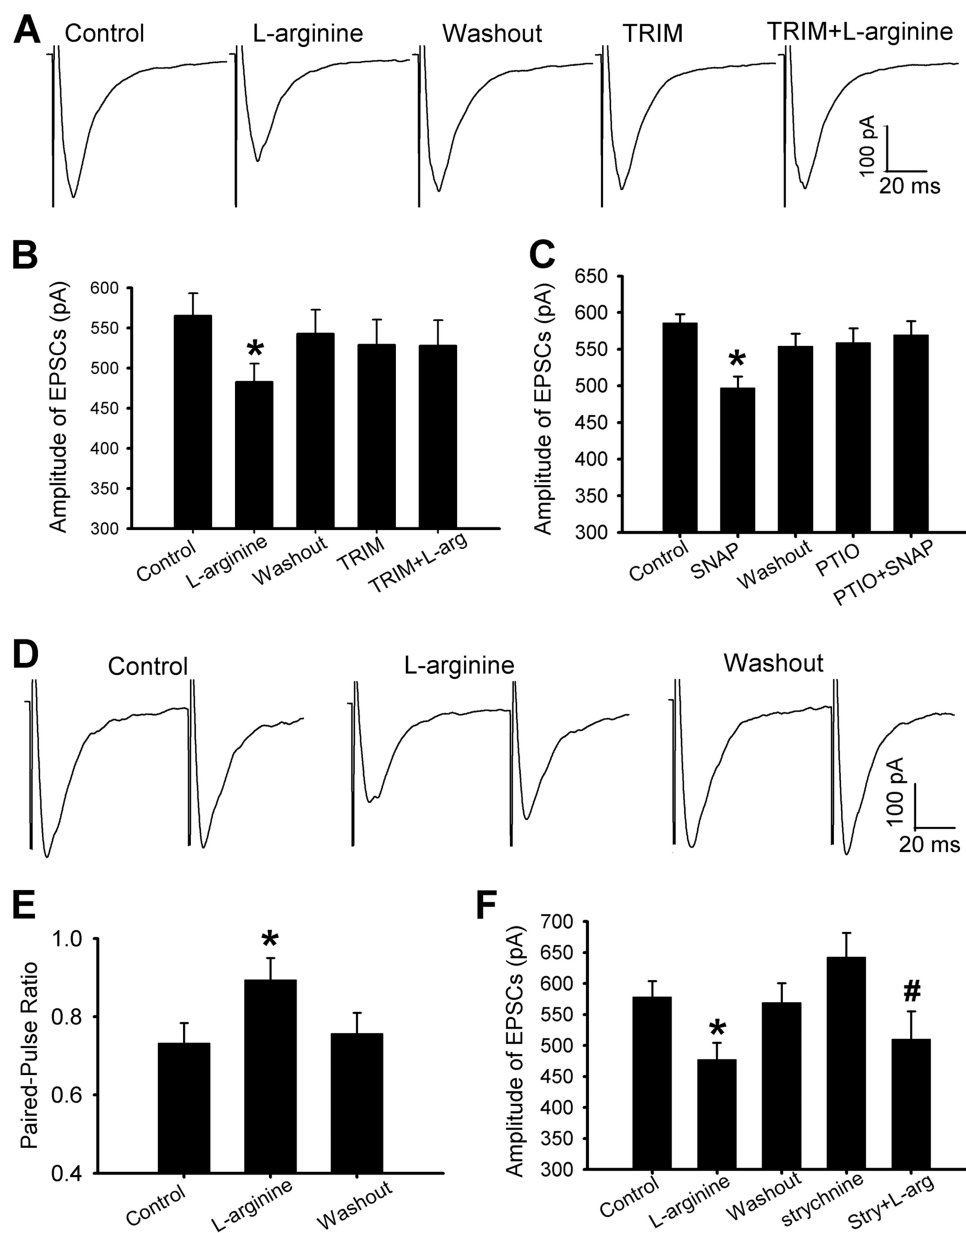 A
Control L-arginine Washout TRIM TRIM+L-arginine
100 pA
20 ms
B
Amplitude of EPSCs (pA)
600
550
500
450
400
350
300
*
Control L-arginine Washout TRIM TRIM+L-arg
C
Amplitude of EPSCs (pA)
650
600
550
500
450
400
350
300
*
Control SNAP Washout PTIO PTIO+SNAP
D
Control L-arginine Washout
100 pA
20 ms
E
Paired-Pulse Ratio
1.0
0.8
0.6
0.4
*
Control L-arginine Washout
F
Amplitude of EPSCs (pA)
700
650
600
550
500
450
400
350
300
*
#
Control L-arginine Washout strychnine Stry+L-arg